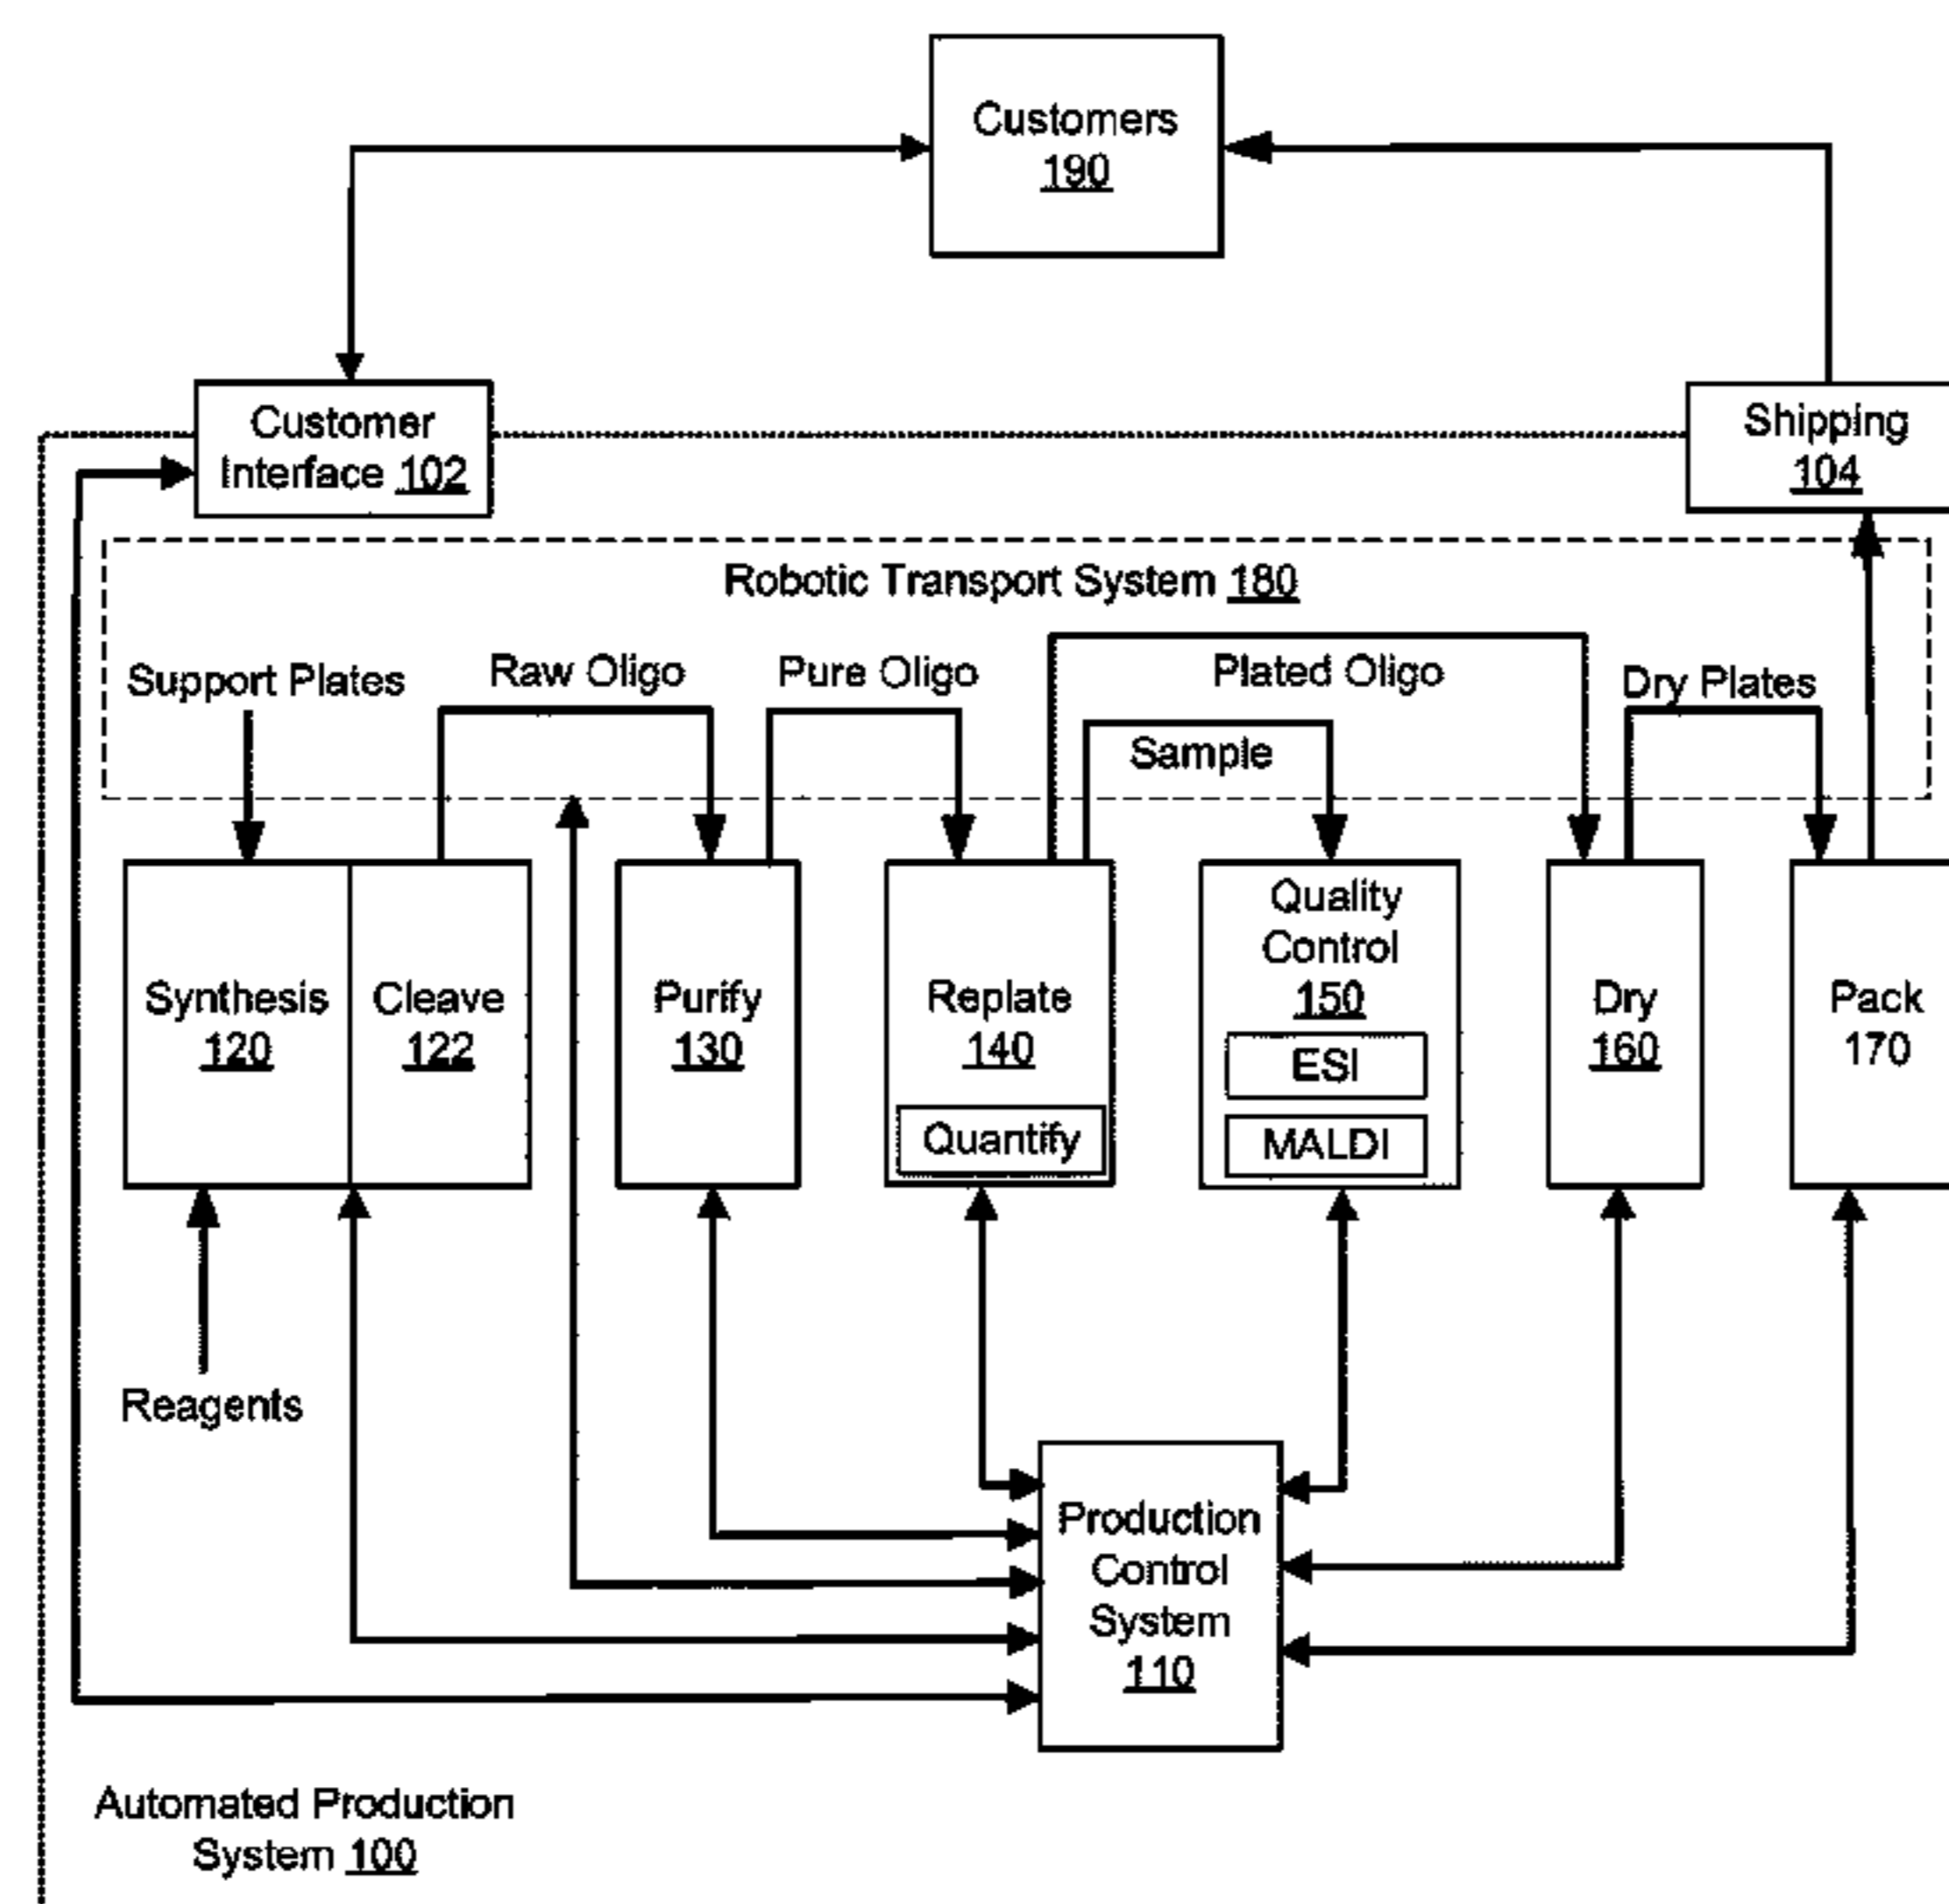 Customers
190
Customer
Interface 102
Shipping
104
Robotic Transport System 180
Support Plates
Raw Oligo
Pure Oligo
Plated Oligo
Dry Plates
Sample
Synthesis
120
Cleave
122
Purify
130
Replate
140
Quantify
Quality
Control
150
ESI
MALDI
Dry
160
Pack
170
Reagents
Production
Control
System
110
Automated Production
System 100